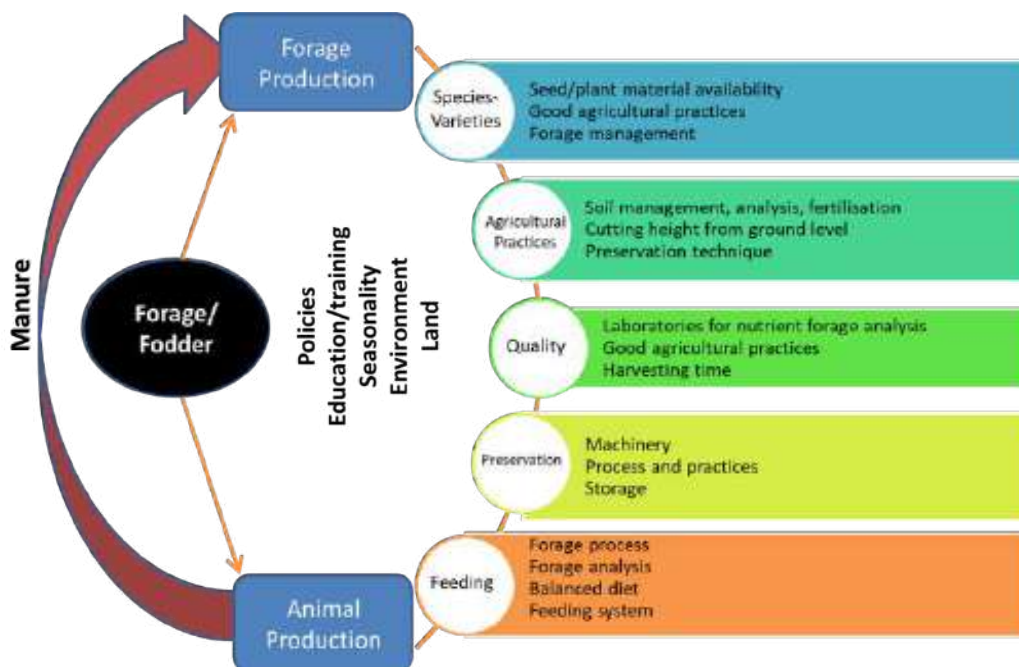 Forage
Production
Species-
Varieties
Seed/plant material availability
Good agricultural practices
Forage management
Agricultural
Practices
Soil management, analysis, fertilisation
Cutting height from ground level
Preservation technique
Manure
Forage/
Fodder
Policies
Education/training
Seasonality
Environment
Land
Quality
Laboratories for nutrient forage analysis
Good agricultural practices
Harvesting time
Preservation
Machinery
Process and practices
Storage
Feeding
Forage process
Forage analysis
Balanced diet
Feeding system
Animal
Production